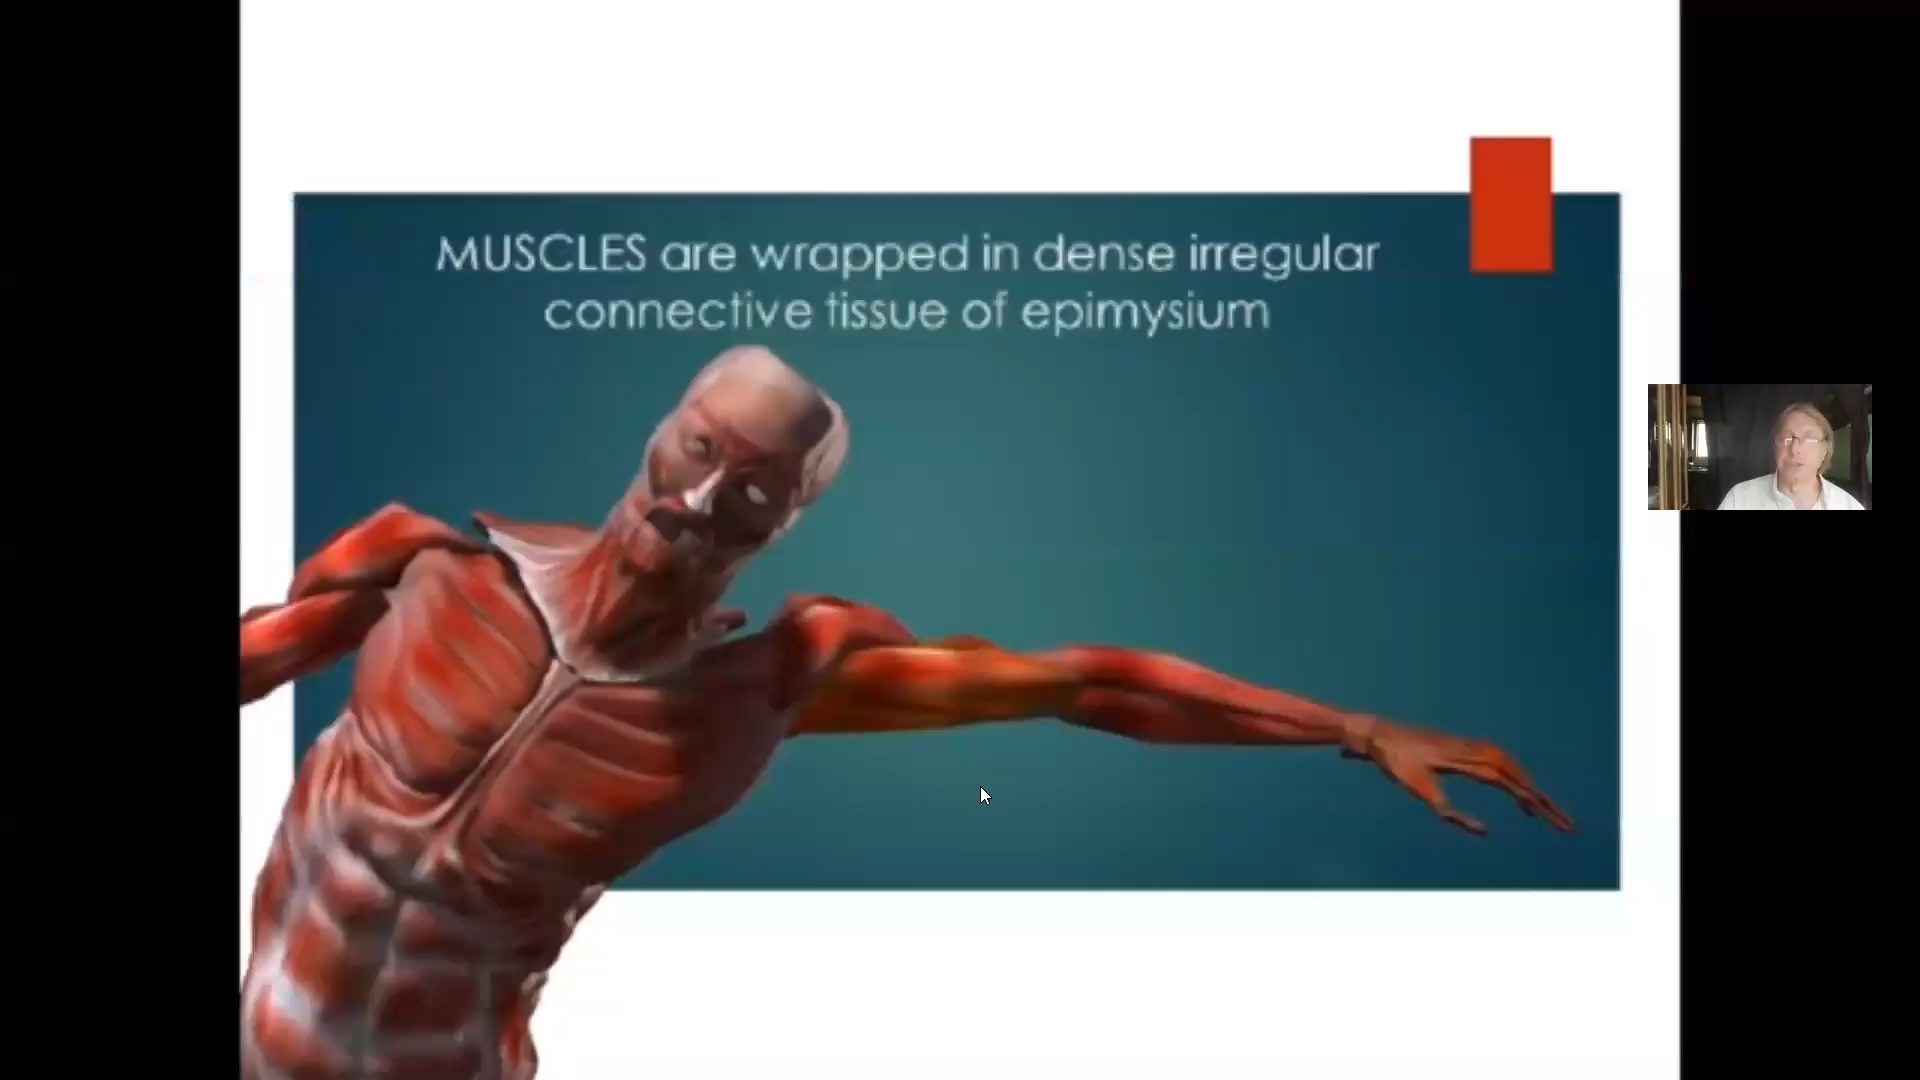 MUSCLES are wrapped in dense irregular
connective tissue of epimysium